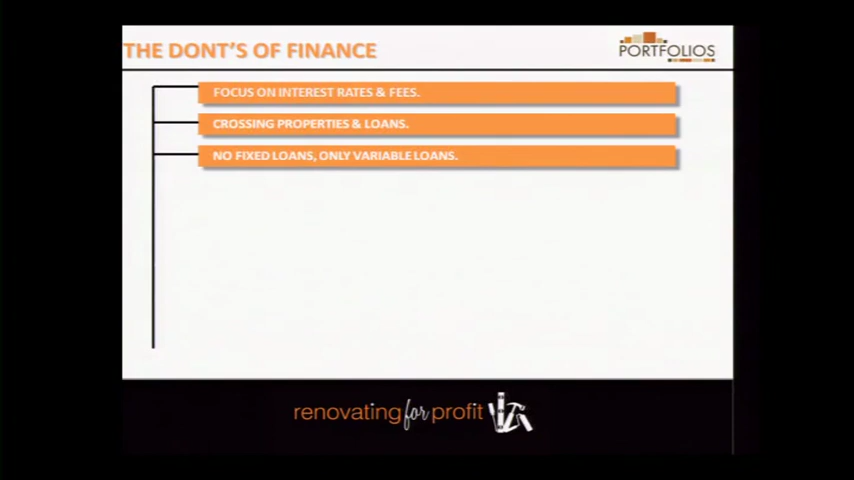 THE DONT'S OF FINANCE
PORTFOLIOS
FOCUS ON INTEREST RATES & FEES.
CROSSING PROPERTIES & LOANS.
NO FIXED LOANS, ONLY VARIABLE LOANS.
renovating for profit